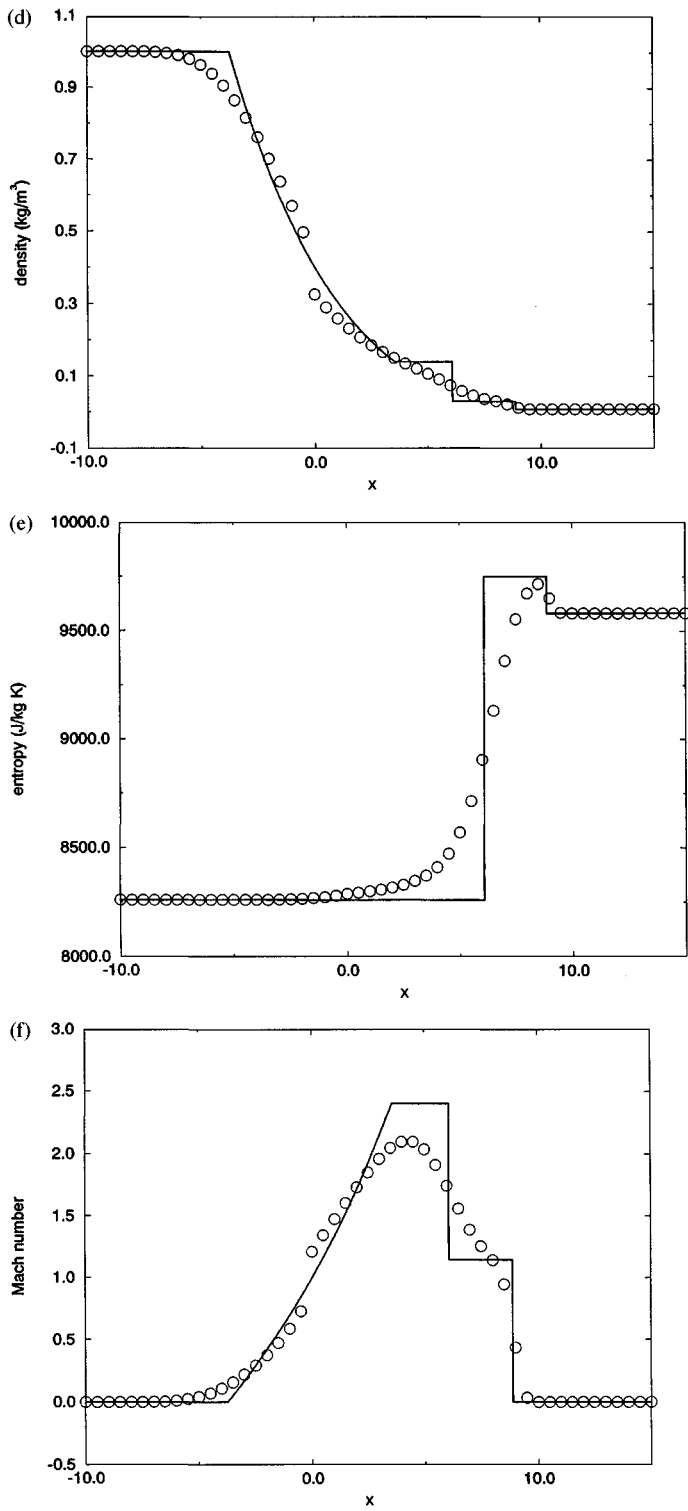 (d)
1.1
0.9
0.7
0.5
0.3
0.1
-0.1
density (kg/m³)
-10.0 0.0 10.0
x
(e)
10000.0
9500.0
9000.0
8500.0
8000.0
entropy (J/kg K)
-10.0 0.0 10.0
x
(f)
3.0
2.5
2.0
1.5
1.0
0.5
0.0
-0.5
Mach number
-10.0 0.0 10.0
x